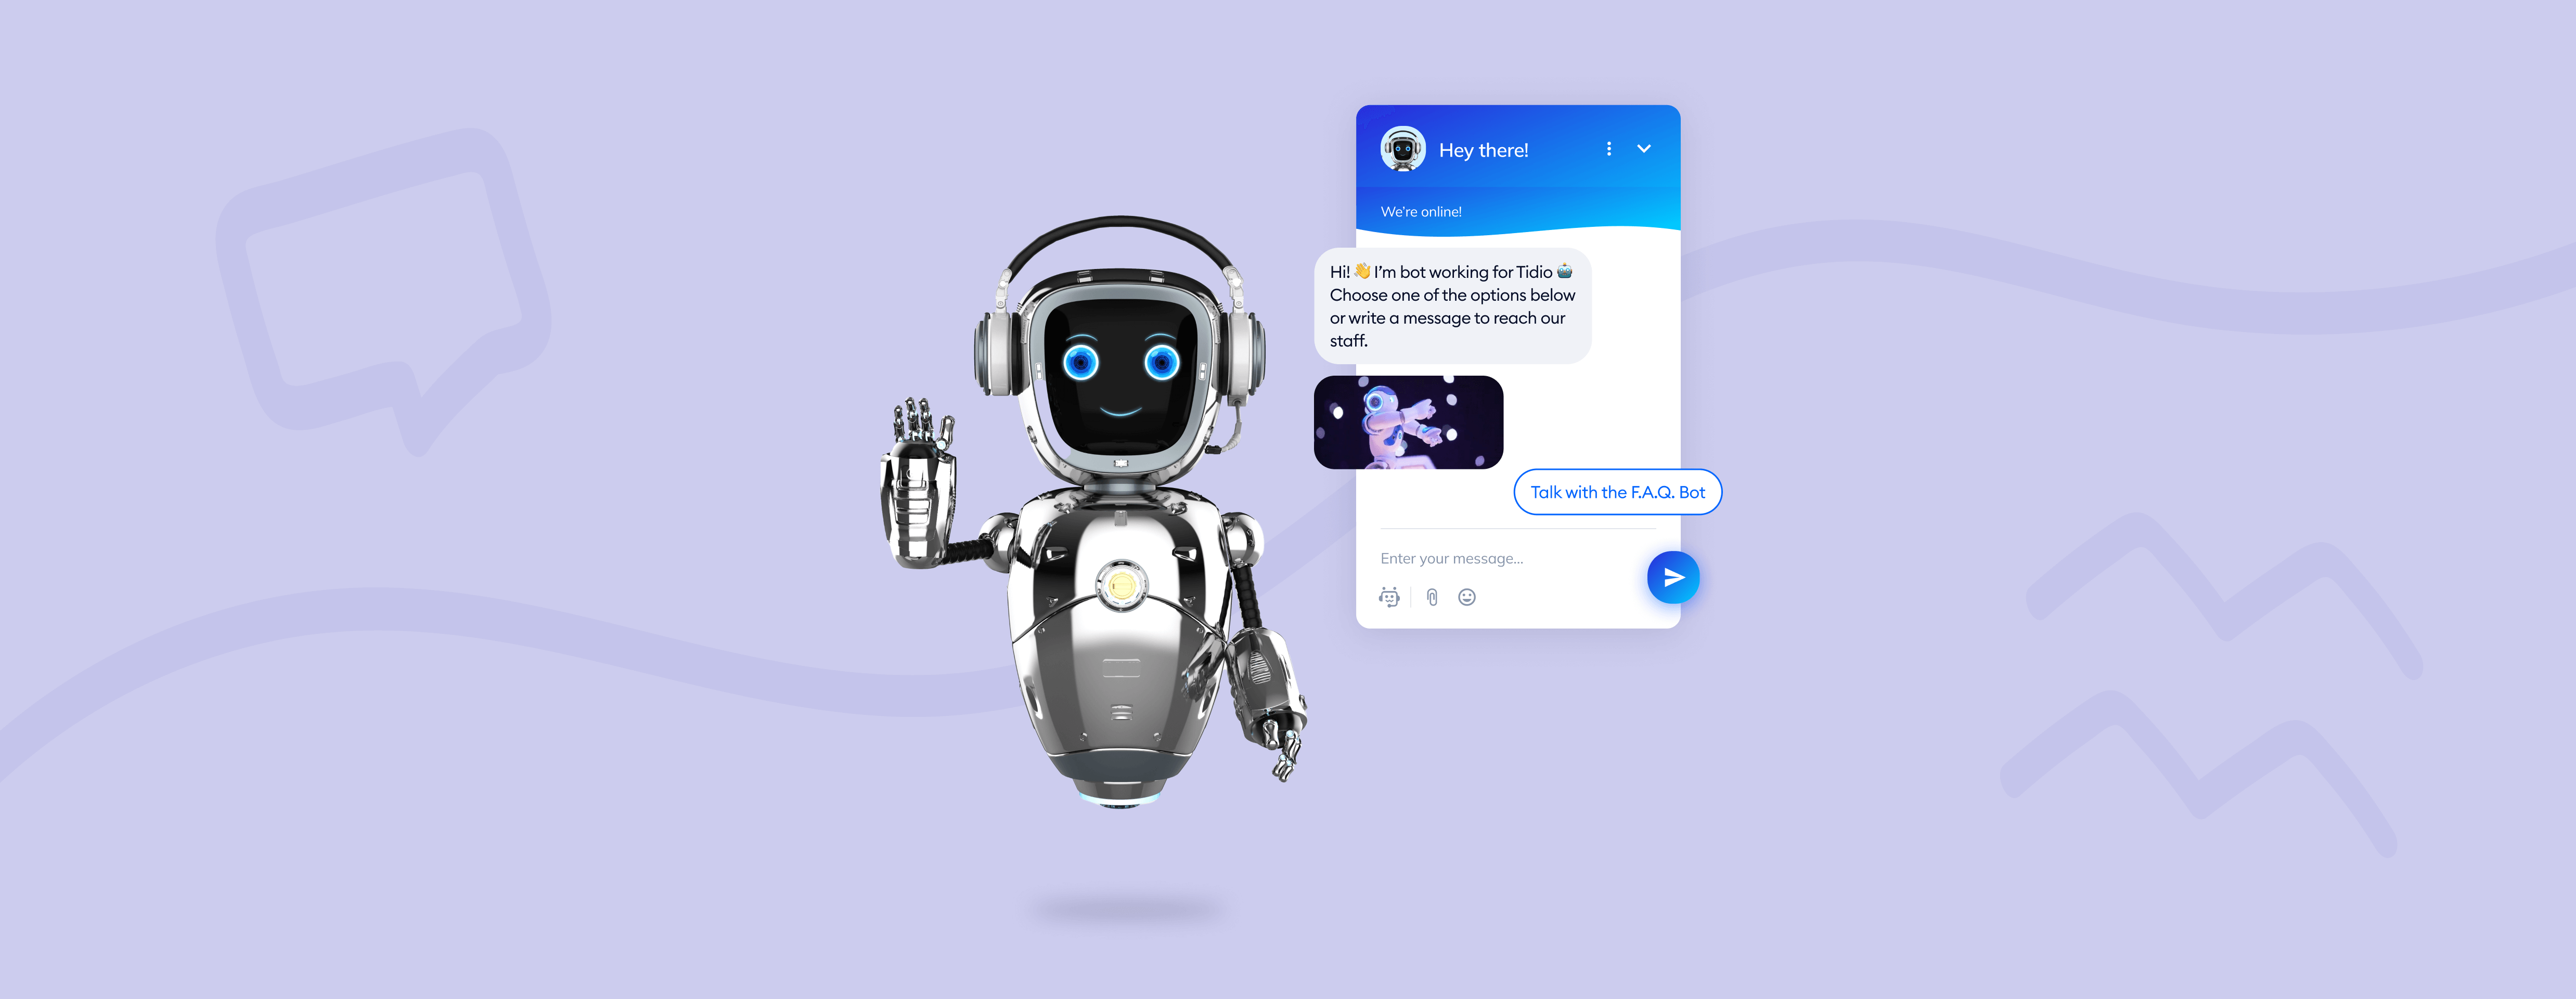 Hey there!
We're online!
Hi! 👋 I'm bot working for Tidio 🤖
Choose one of the options below
or write a message to reach our
staff.
Talk with the F.A.Q. Bot
Enter your message...